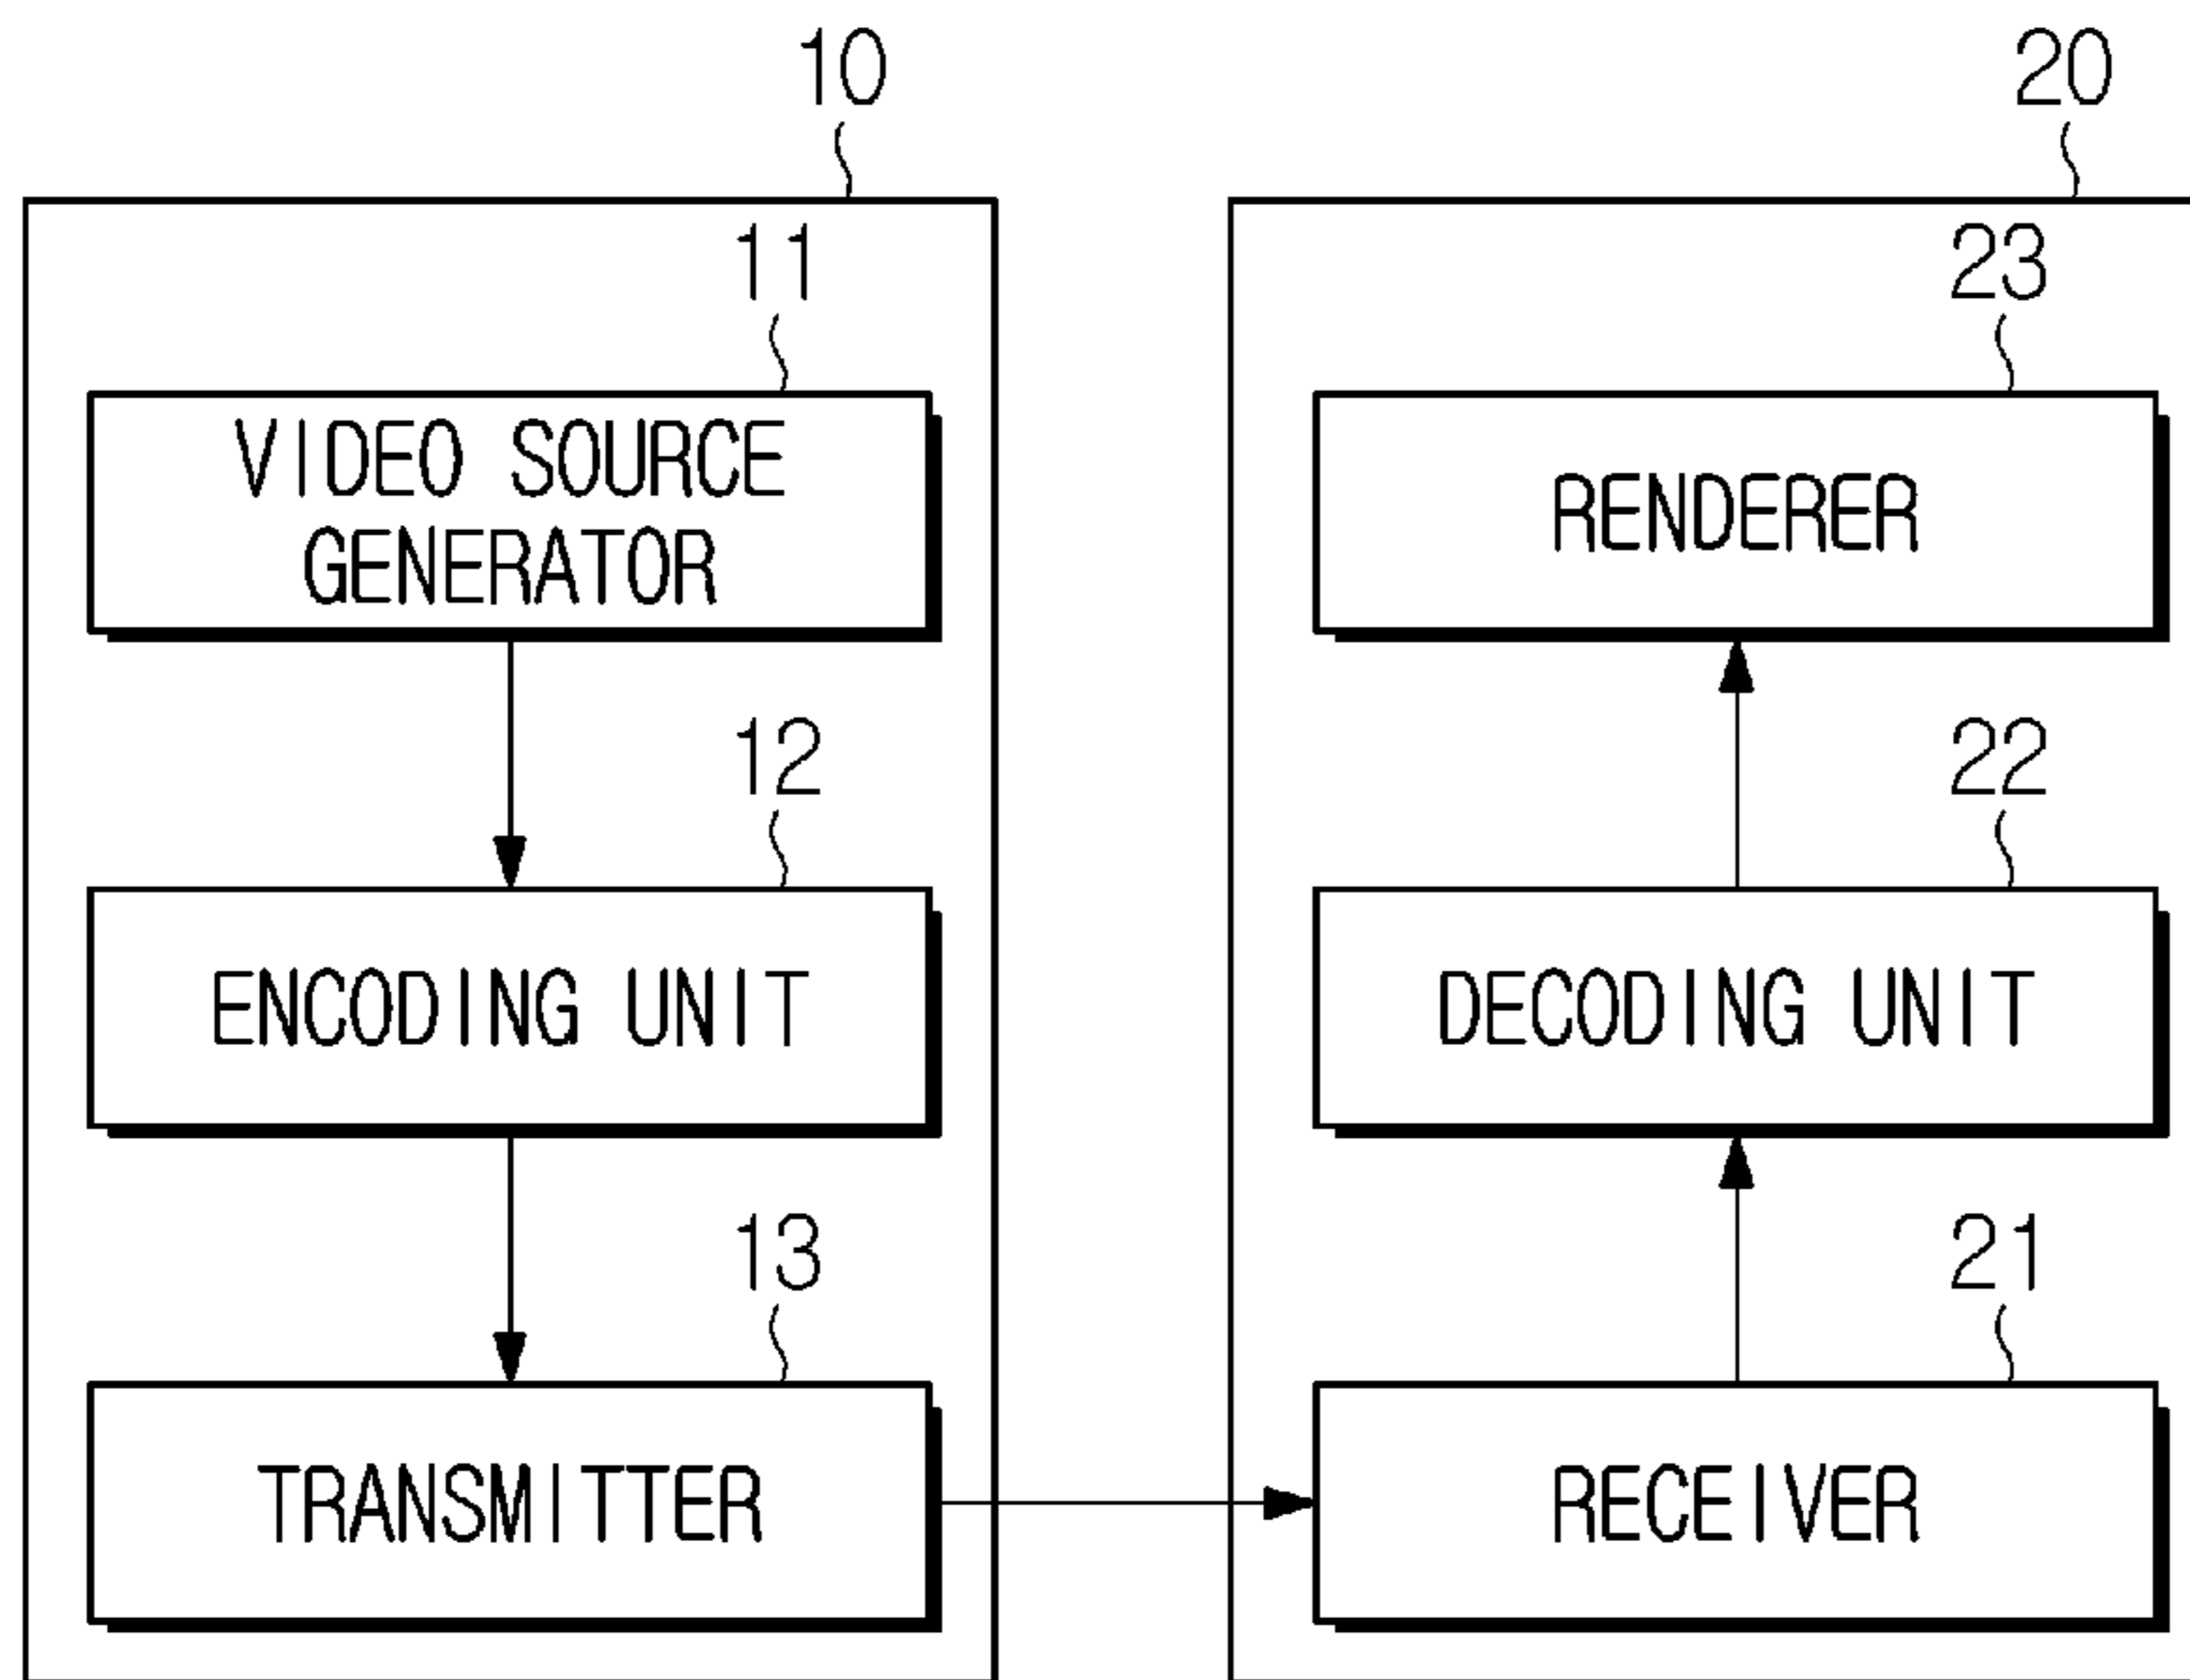 10
11
VIDEO SOURCE
GENERATOR
12
ENCODING UNIT
13
TRANSMITTER
20
23
RENDERER
22
DECODING UNIT
21
RECEIVER